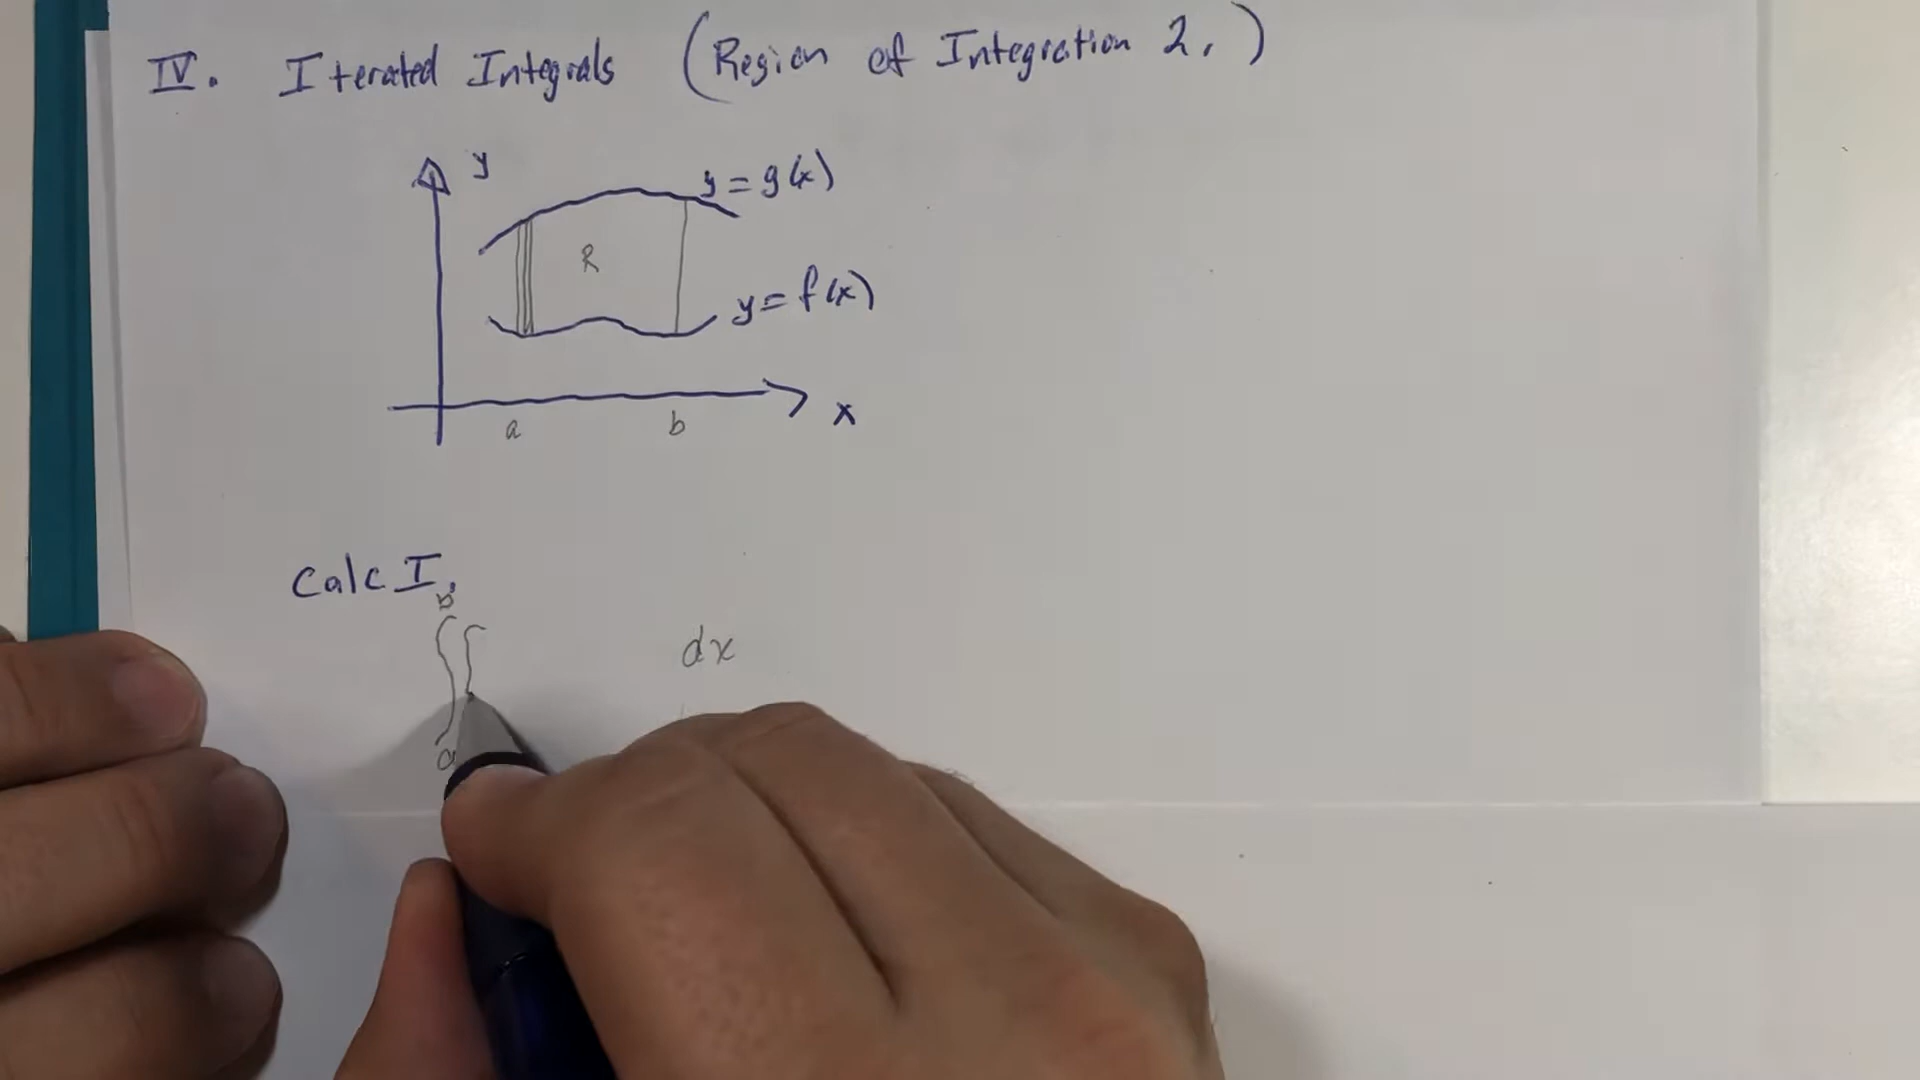 IV. Iterated Integrals (Region of Integration 2.)
y
y = g(x)
R
y = f(x)
a b x
Calc I.
b
∫ ∫ dx
a